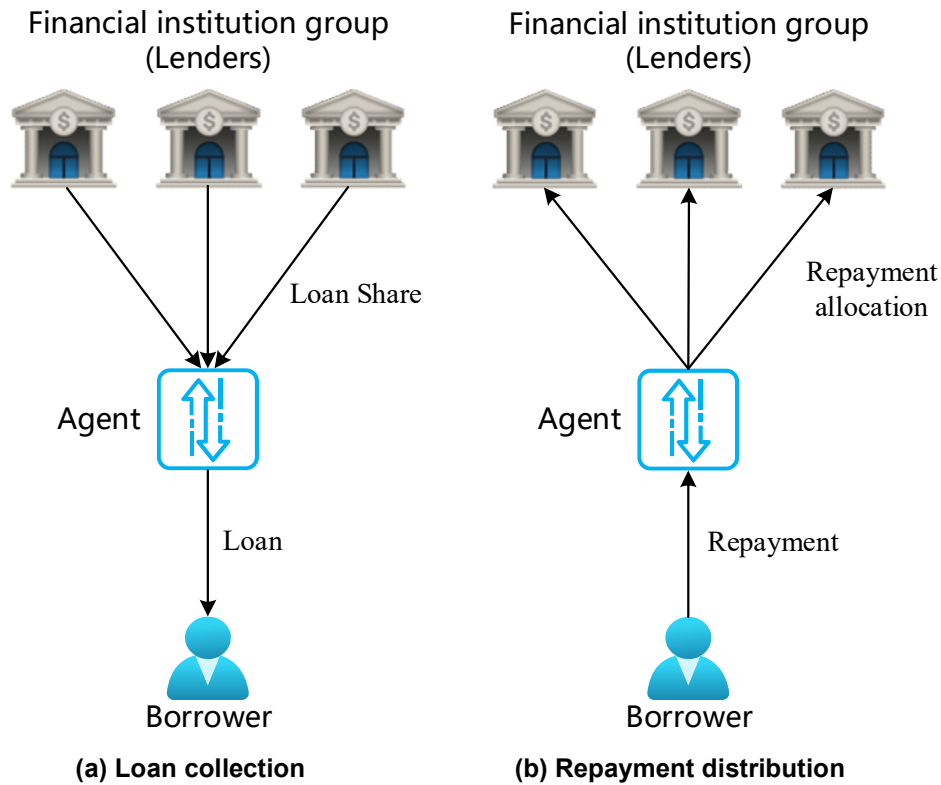 Financial institution group
(Lenders)
$
$
$
Loan Share
Agent
Loan
Borrower
(a) Loan collection
Financial institution group
(Lenders)
$
$
$
Repayment
allocation
Agent
Repayment
Borrower
(b) Repayment distribution